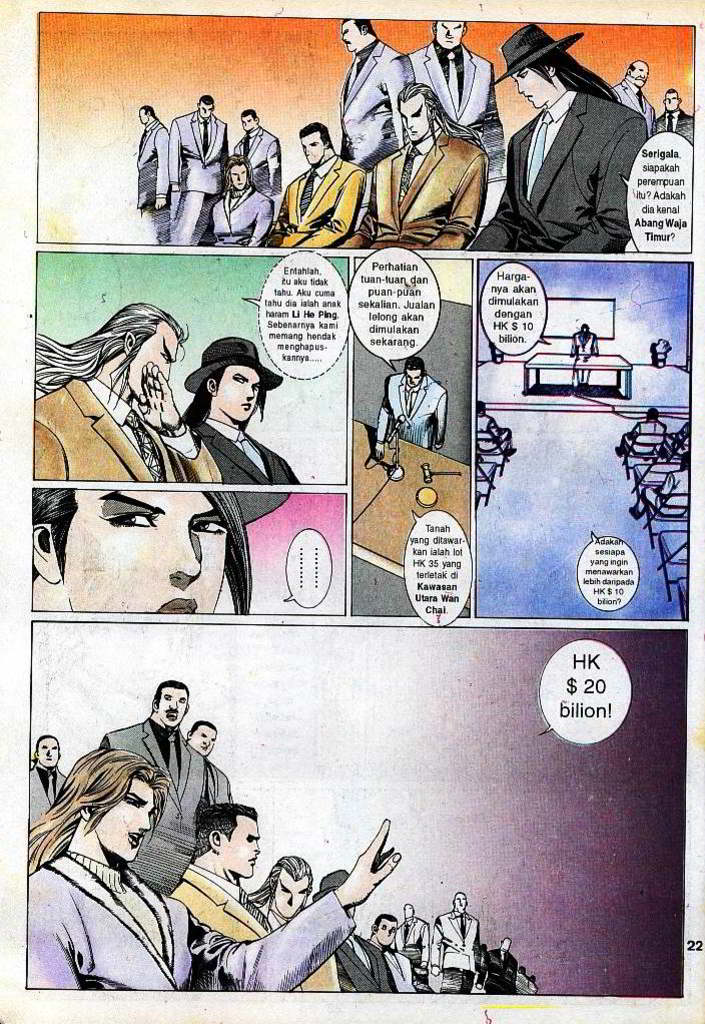 Serigala,
siapakah
perempuan
itu? Adakah
dia kenal
Abang Waja
Timur?
Entahlah,
itu aku tidak
tahu. Aku cuma
tahu dia ialah anak
haram Li He Ping.
Sebenarnya kami
memang hendak
menghapus-
kannya.....
Perhatian
tuan-tuan dan
puan-puan
sekalian. Jualan
lelong akan
dimulakan
sekarang.
Tanah
yang ditawar-
kan ialah lot
HK 35 yang
terletak di
Kawasan
Utara Wan
Chai.
Harga-
nya akan
dimulakan
dengan
HK $ 10
bilion.
Adakah
sesiapa
yang ingin
menawarkan
lebih daripada
HK $ 10
bilion?
HK
$ 20
bilion!
22